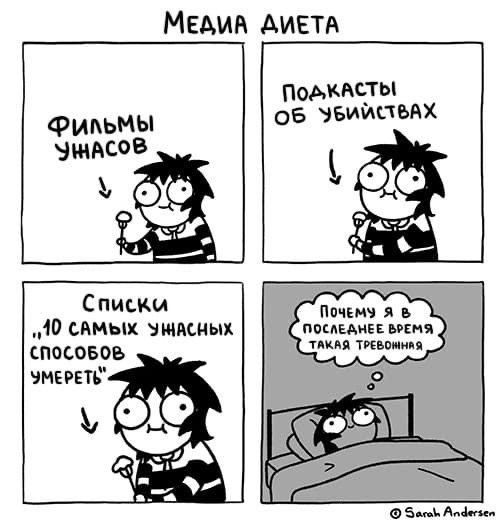 Медиа диета
Фильмы
ужасов
Подкасты
об убийствах
Списки
„10 самых ужасных
способов
умереть"
Почему я в
последнее время
такая тревожная
© Sarah Andersen